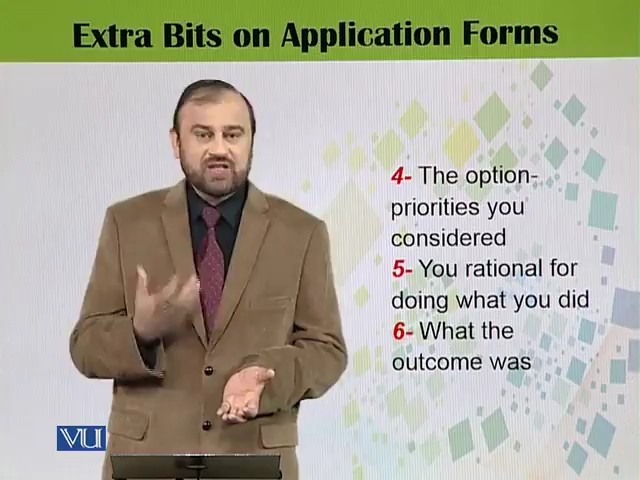 Extra Bits on Application Forms
4- The option-
priorities you
considered
5- You rational for
doing what you did
6- What the
outcome was
VU